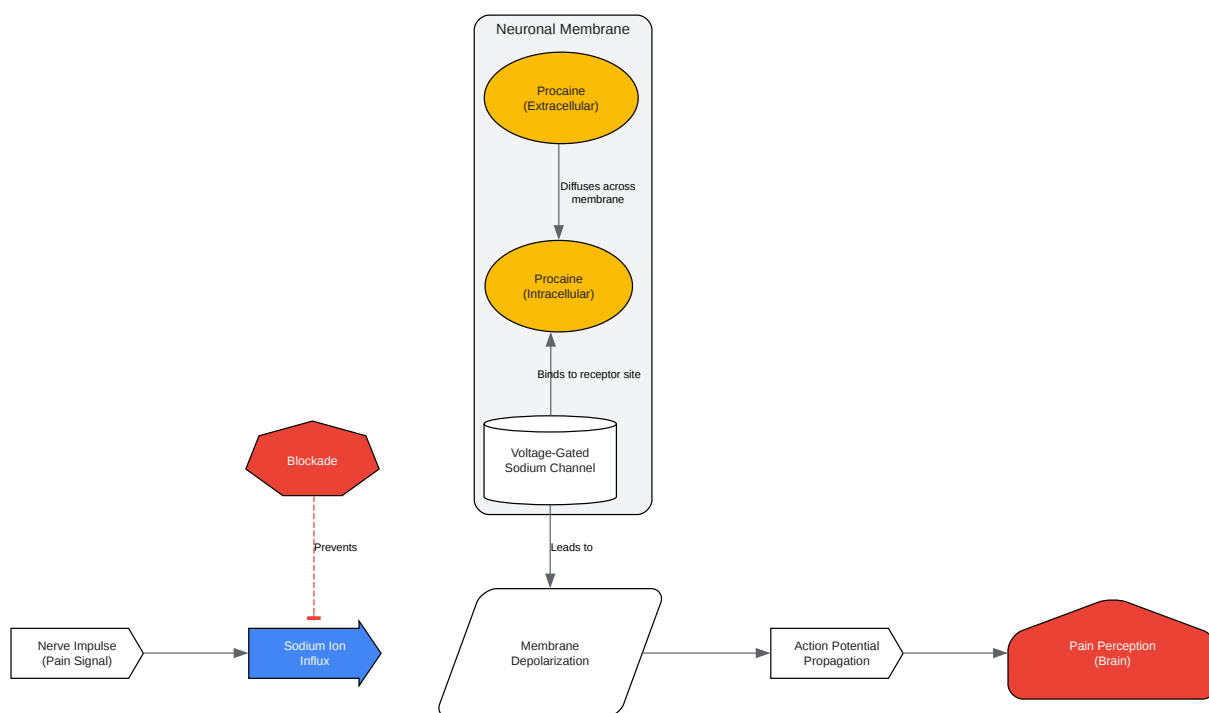 Neuronal Membrane
Procaine
(Extracellular)
Diffuses across
membrane
Procaine
(Intracellular)
Binds to receptor site
Voltage-Gated
Sodium Channel
Blockade
Prevents
Leads to
Nerve Impulse
(Pain Signal)
Sodium Ion
Influx
Membrane
Depolarization
Action Potential
Propagation
Pain Perception
(Brain)